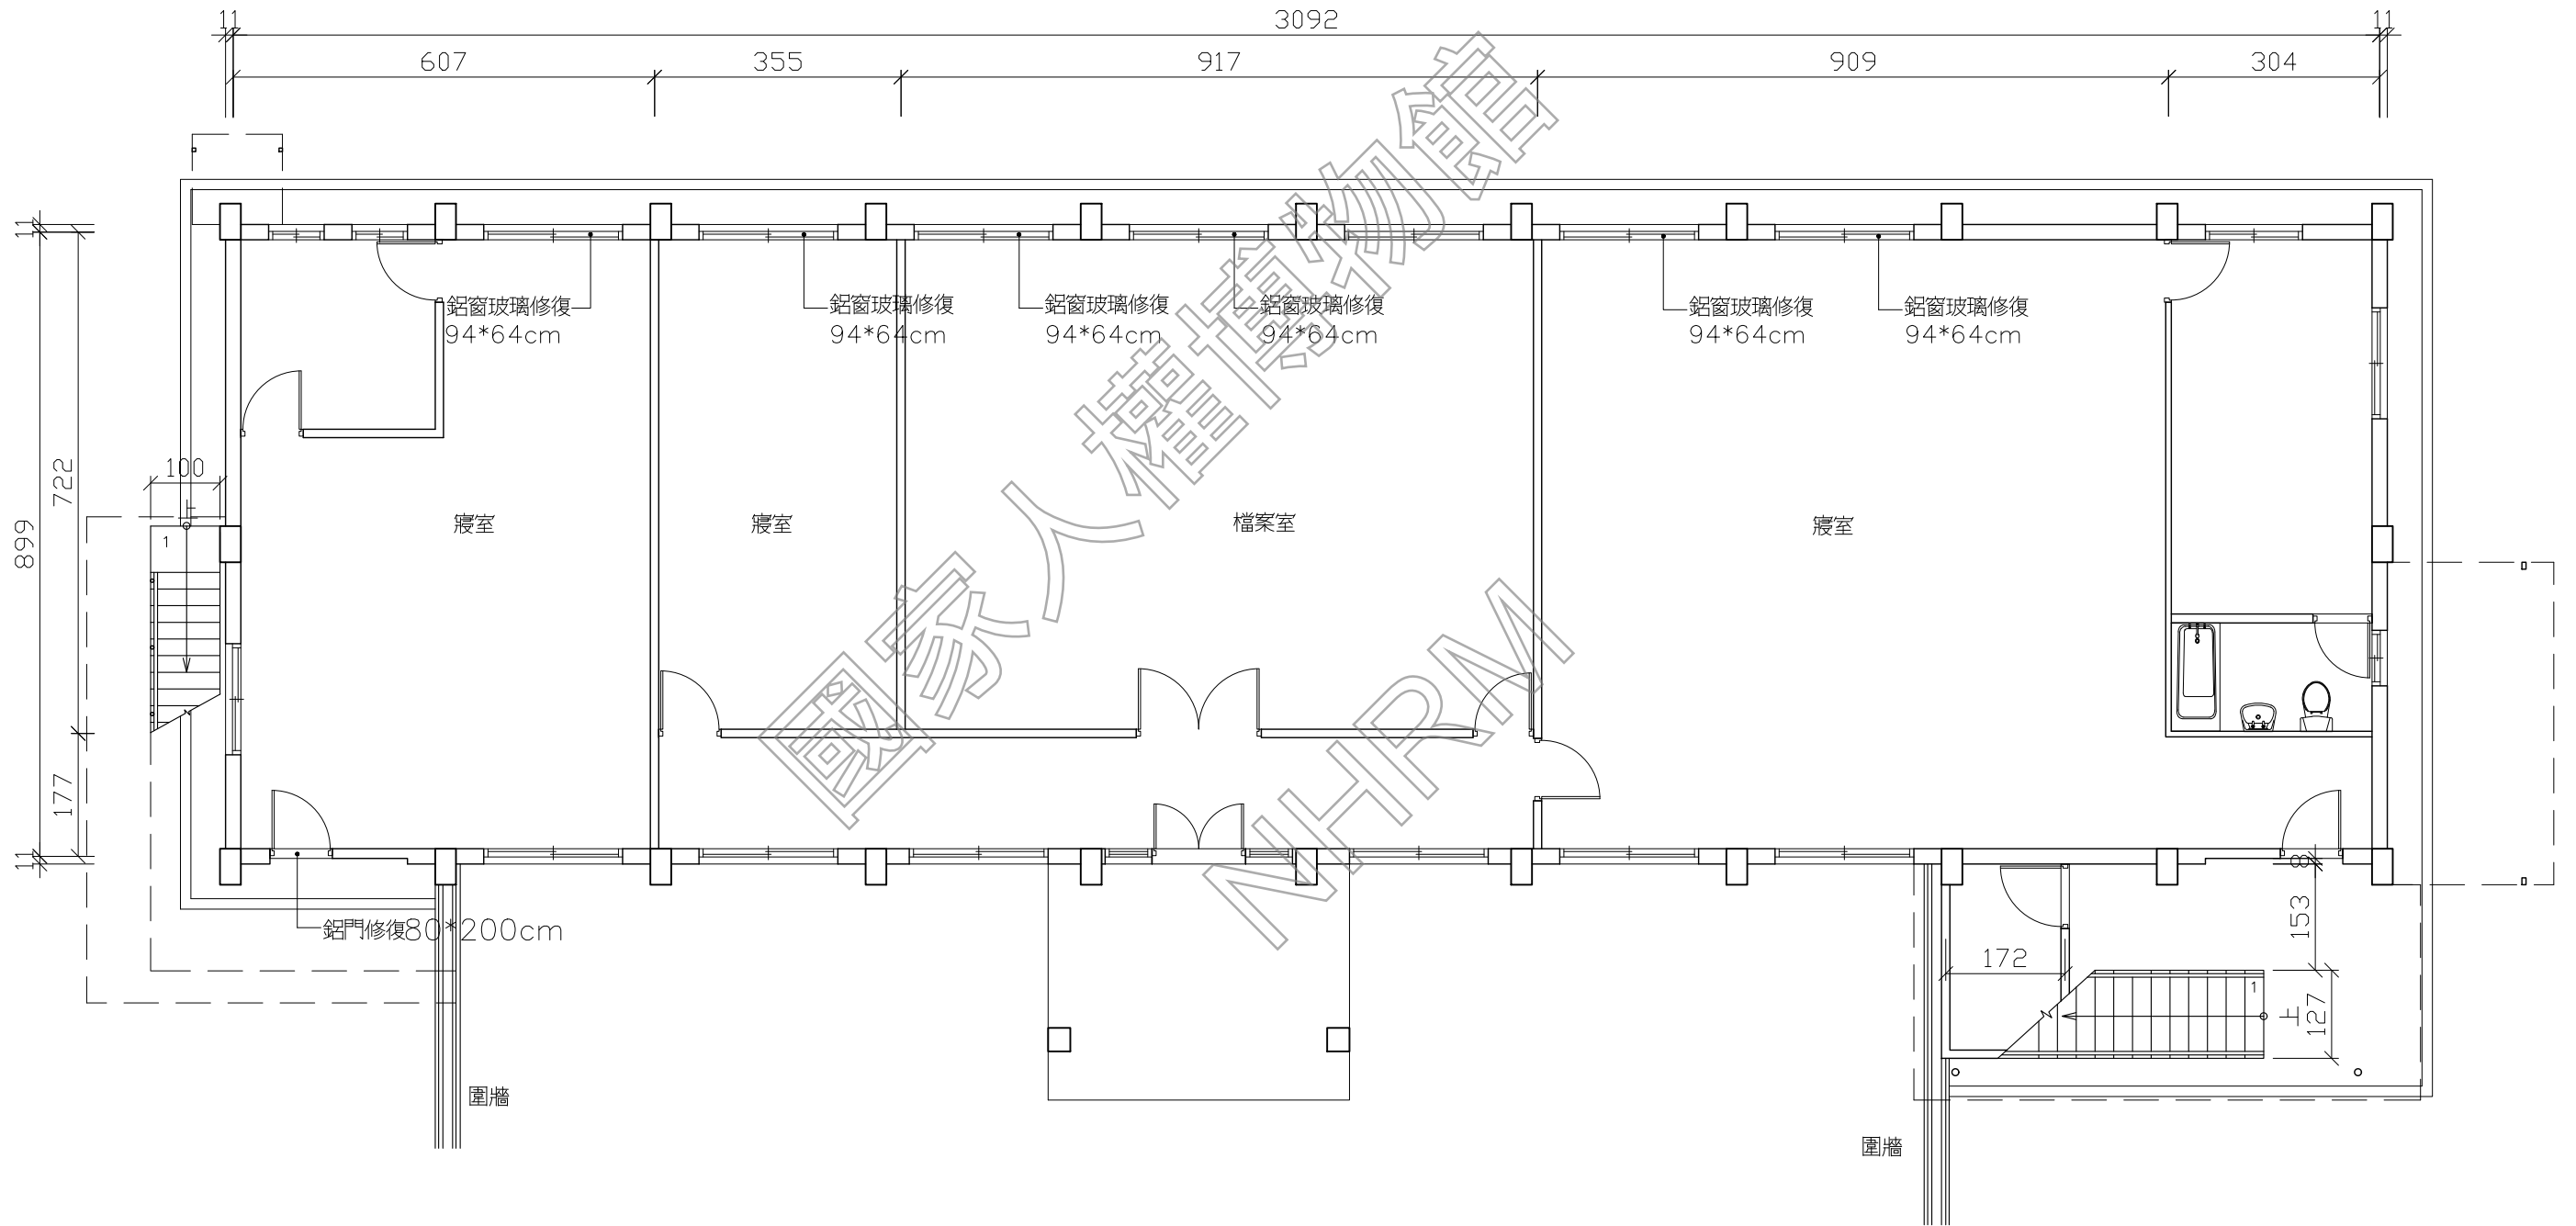 11 3092 11
607 355 917 909 304
11
鋁窗玻璃修復
94*64cm
鋁窗玻璃修復
94*64cm
鋁窗玻璃修復
94*64cm
鋁窗玻璃修復
94*64cm
鋁窗玻璃修復
94*64cm
鋁窗玻璃修復
94*64cm
100
722
899
177
11
1
寢室
寢室
檔案室
寢室
國家人權博物館
NHRM
鋁門修復80*200cm
8
153
172
127
1
上
圍牆
圍牆